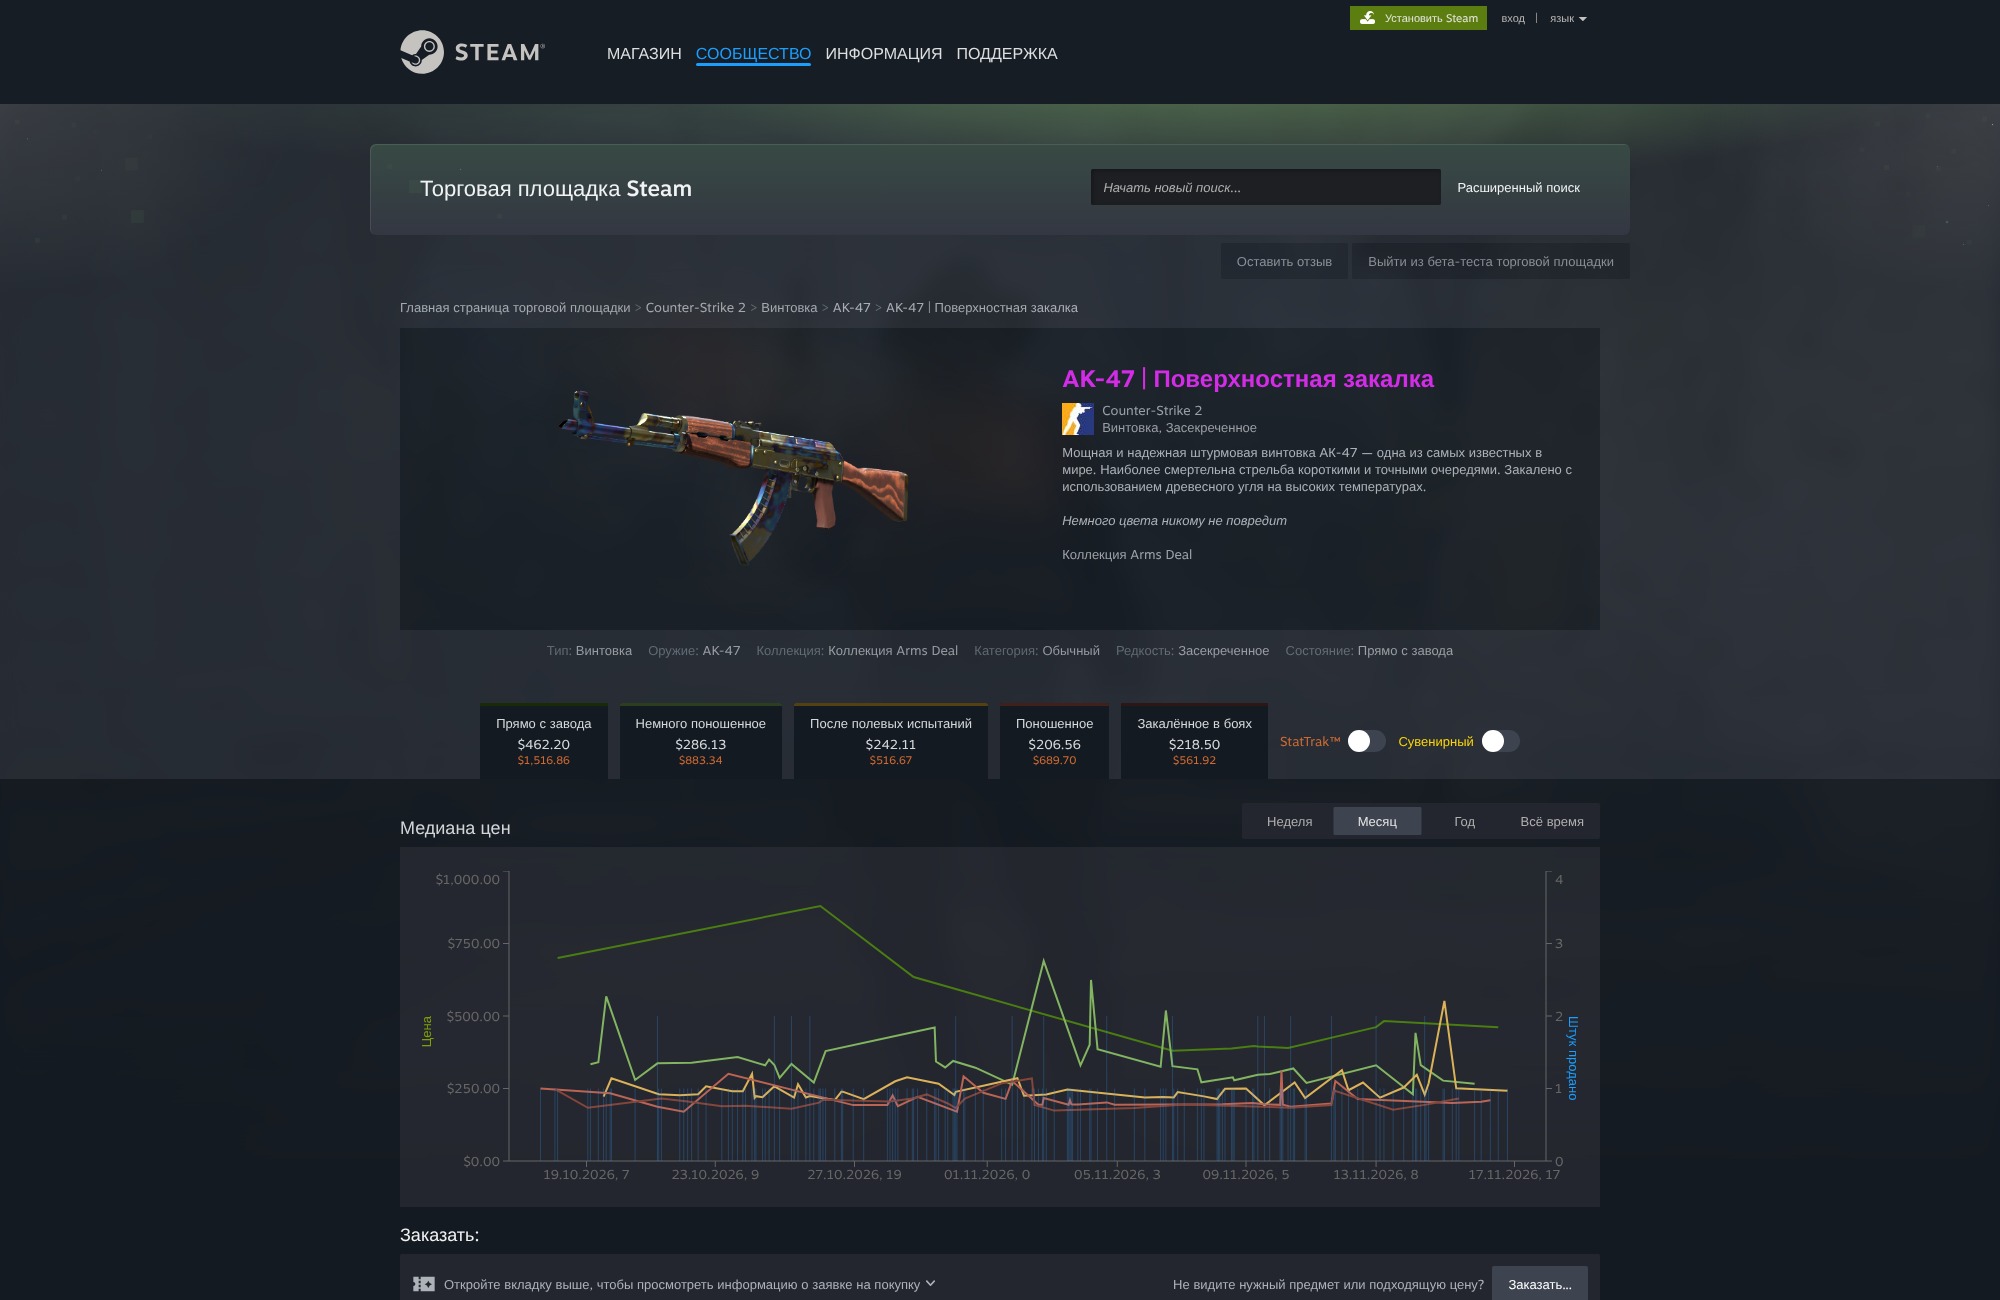 Установить Steam
вход | язык
STEAM®
МАГАЗИН СООБЩЕСТВО ИНФОРМАЦИЯ ПОДДЕРЖКА
Торговая площадка Steam
Начать новый поиск...
Расширенный поиск
Оставить отзыв
Выйти из бета-теста торговой площадки
Главная страница торговой площадки > Counter-Strike 2 > Винтовка > AK-47 > AK-47 | Поверхностная закалка
AK-47 | Поверхностная закалка
Counter-Strike 2
Винтовка, Засекреченное
Мощная и надежная штурмовая винтовка AK-47 — одна из самых известных в
мире. Наиболее смертельна стрельба короткими и точными очередями. Закалено с
использованием древесного угля на высоких температурах.
Немного цвета никому не повредит
Коллекция Arms Deal
Тип: Винтовка Оружие: AK-47 Коллекция: Коллекция Arms Deal Категория: Обычный Редкость: Засекреченное Состояние: Прямо с завода
Прямо с завода
$462.20
$1,516.86
Немного поношенное
$286.13
$883.34
После полевых испытаний
$242.11
$516.67
Поношенное
$206.56
$689.70
Закалённое в боях
$218.50
$561.92
StatTrak™
Сувенирный
Медиана цен
Неделя Месяц Год Всё время
$1,000.00
$750.00
$500.00
$250.00
$0.00
Цена
4
3
2
1
0
Штук продано
19.10.2026, 7 23.10.2026, 9 27.10.2026, 19 01.11.2026, 0 05.11.2026, 3 09.11.2026, 5 13.11.2026, 8 17.11.2026, 17
Заказать:
Откройте вкладку выше, чтобы просмотреть информацию о заявке на покупку
Не видите нужный предмет или подходящую цену?
Заказать...